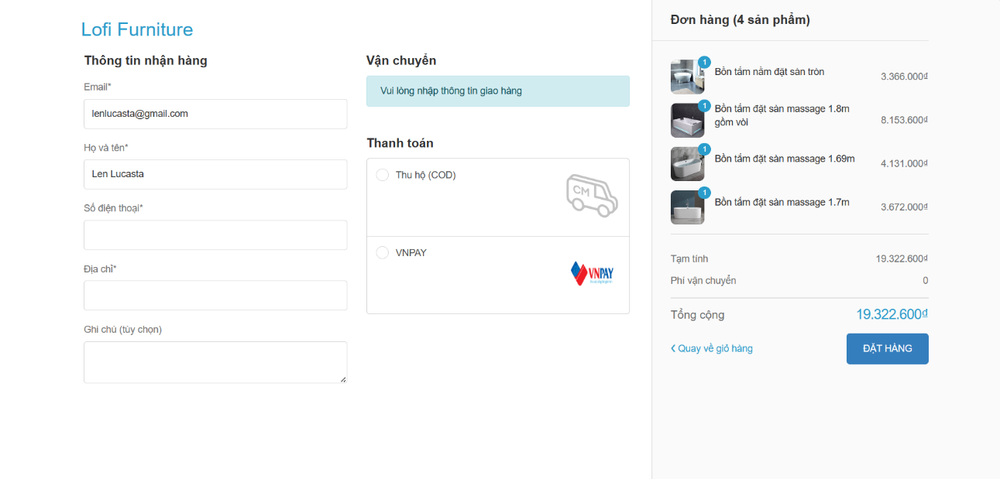 Lofi Furniture
Thông tin nhận hàng
Email*
lenlucasta@gmail.com
Họ và tên*
Len Lucasta
Số điện thoại*
Địa chỉ*
Ghi chú (tùy chọn)
Vận chuyển
Vui lòng nhập thông tin giao hàng
Thanh toán
Thu hộ (COD)
CM
VNPAY
VNPAY
Đơn hàng (4 sản phẩm)
1
Bồn tắm nằm đặt sàn tròn
3.366.000₫
1
Bồn tắm đặt sàn massage 1.8m
gồm vòi
8.153.600₫
1
Bồn tắm đặt sàn massage 1.69m
4.131.000₫
1
Bồn tắm đặt sàn massage 1.7m
3.672.000₫
Tạm tính
19.322.600₫
Phí vận chuyển
0
Tổng cộng
19.322.600₫
Quay về giỏ hàng
ĐẶT HÀNG